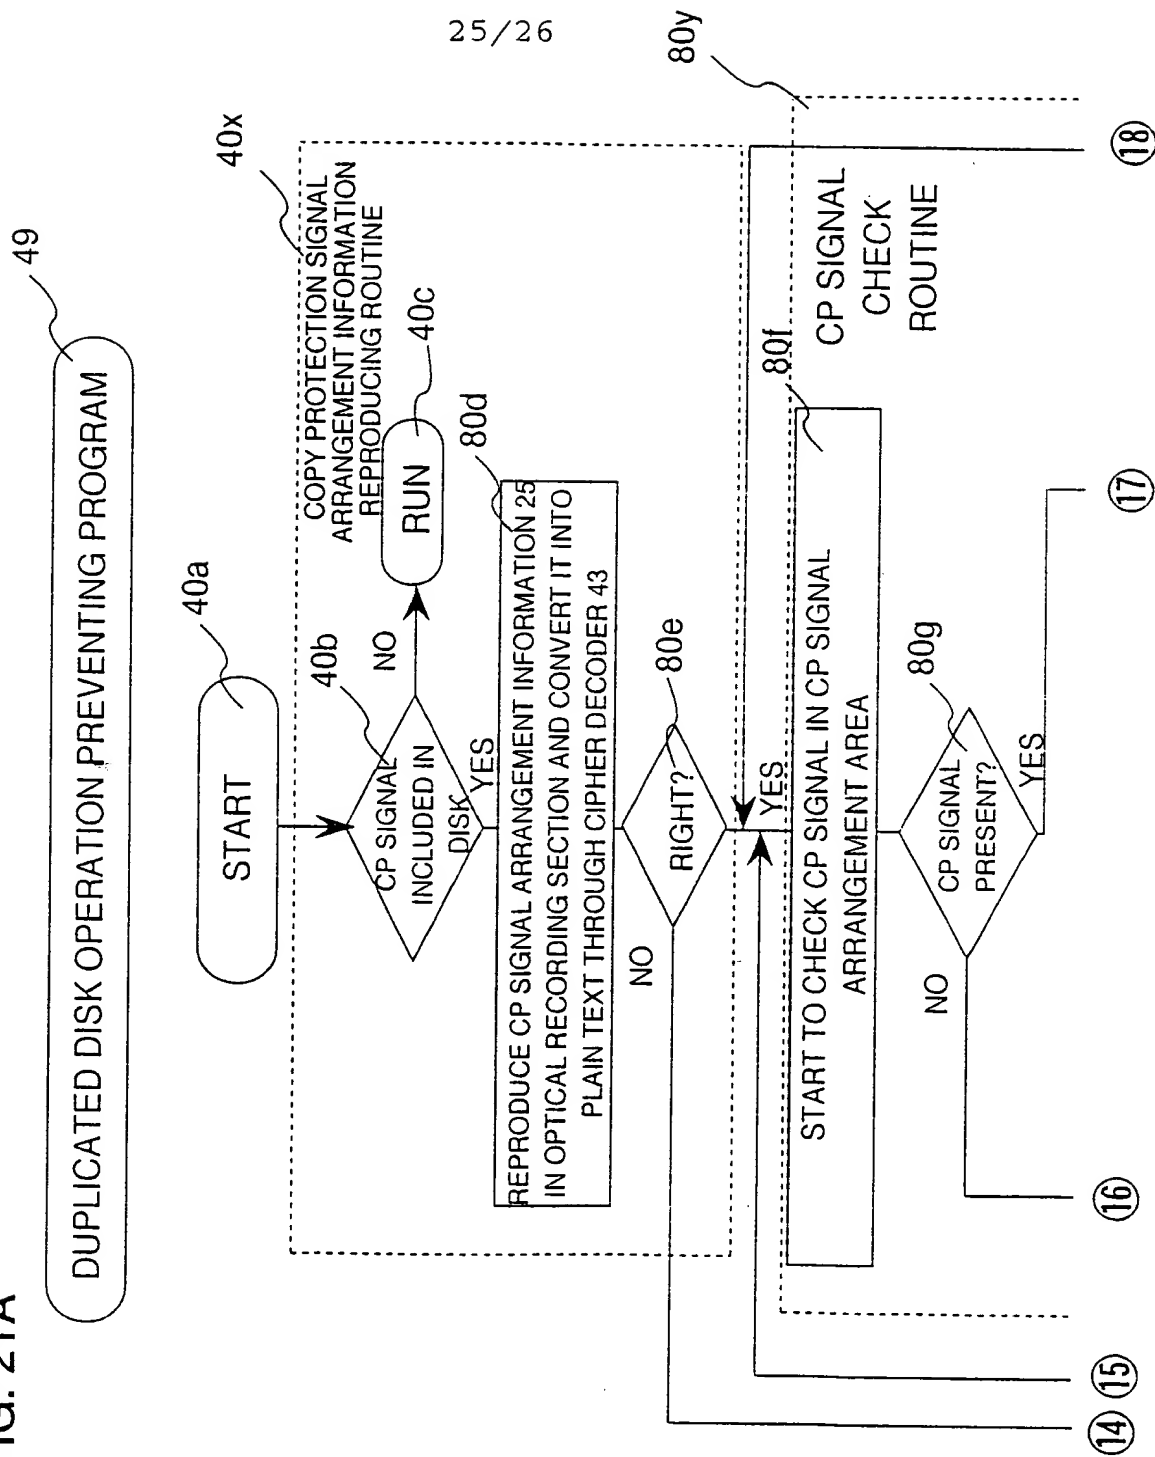 25/26
FIG. 21A
DUPLICATED DISK OPERATION PREVENTING PROGRAM
49
START
40a
40x
COPY PROTECTION SIGNAL
ARRANGEMENT INFORMATION
REPRODUCING ROUTINE
40b
CP SIGNAL
INCLUDED IN
DISK
NO
RUN
40c
YES
80d
REPRODUCE CP SIGNAL ARRANGEMENT INFORMATION 25
IN OPTICAL RECORDING SECTION AND CONVERT IT INTO
PLAIN TEXT THROUGH CIPHER DECODER 43
80e
RIGHT?
NO
YES
80y
CP SIGNAL
CHECK
ROUTINE
80f
START TO CHECK CP SIGNAL IN CP SIGNAL
ARRANGEMENT AREA
80g
CP SIGNAL
PRESENT?
NO
YES
14
15
16
17
18